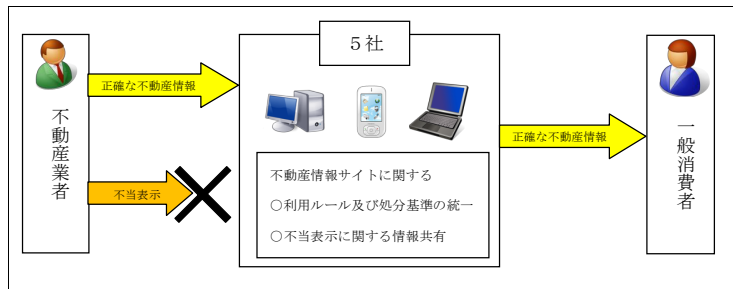 5社
不動産業者
正確な不動産情報
不当表示
不動産情報サイトに関する
○利用ルール及び処分基準の統一
○不当表示に関する情報共有
正確な不動産情報
一般消費者